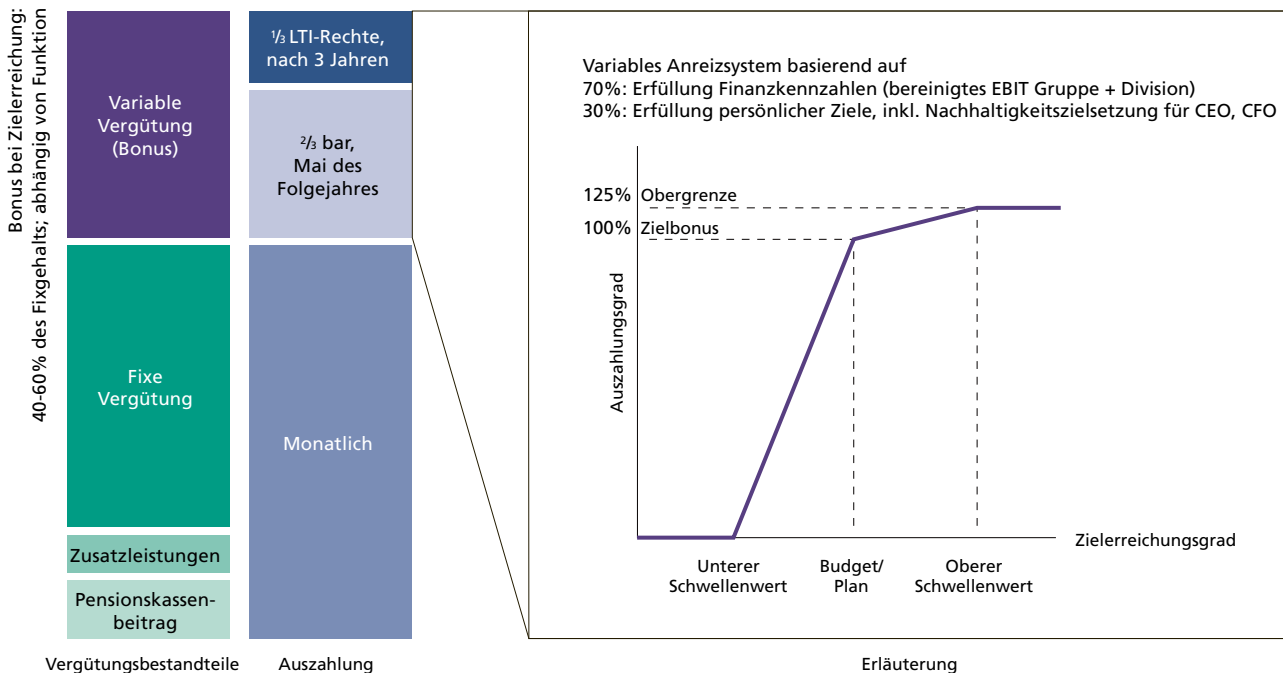 Bonus bei Zielerreichung:
40-60% des Fixgehalts; abhängig von Funktion
Variable
Vergütung
(Bonus)
Fixe
Vergütung
Zusatzleistungen
Pensionskassen-
beitrag
Vergütungsbestandteile
⅓ LTI-Rechte,
nach 3 Jahren
⅔ bar,
Mai des
Folgejahres
Monatlich
Auszahlung
Variables Anreizsystem basierend auf
70%: Erfüllung Finanzkennzahlen (bereinigtes EBIT Gruppe + Division)
30%: Erfüllung persönlicher Ziele, inkl. Nachhaltigkeitszielsetzung für CEO, CFO
125% Obergrenze
100% Zielbonus
Auszahlungsgrad
Zielerreichungsgrad
Unterer
Schwellenwert
Budget/
Plan
Oberer
Schwellenwert
Erläuterung